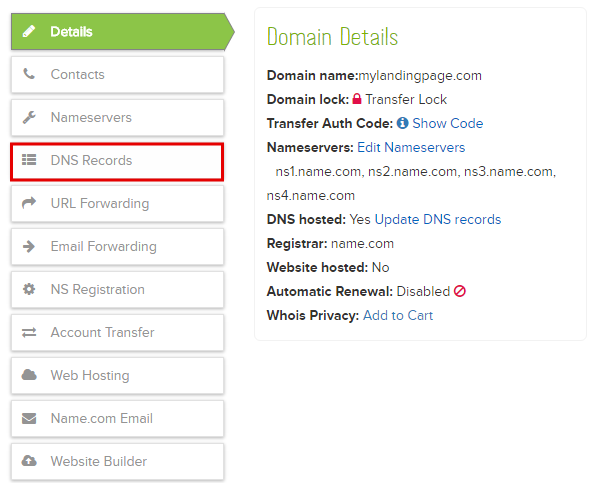 Details
Contacts
Nameservers
DNS Records
URL Forwarding
Email Forwarding
NS Registration
Account Transfer
Web Hosting
Name.com Email
Website Builder
Domain Details
Domain name:mylandingpage.com
Domain lock: Transfer Lock
Transfer Auth Code: Show Code
Nameservers: Edit Nameservers
ns1.name.com, ns2.name.com, ns3.name.com,
ns4.name.com
DNS hosted: Yes Update DNS records
Registrar: name.com
Website hosted: No
Automatic Renewal: Disabled
Whois Privacy: Add to Cart